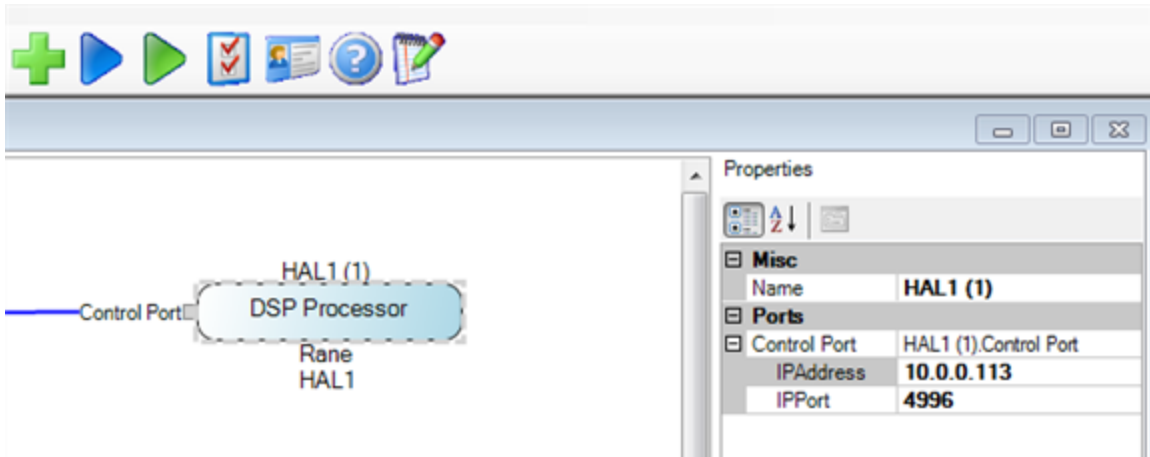 Properties
A
Z
HAL1 (1)
Control Port
DSP Processor
Rane
HAL1
Misc
Name HAL1 (1)
Ports
Control Port HAL1 (1).Control Port
IPAddress 10.0.0.113
IPPort 4996